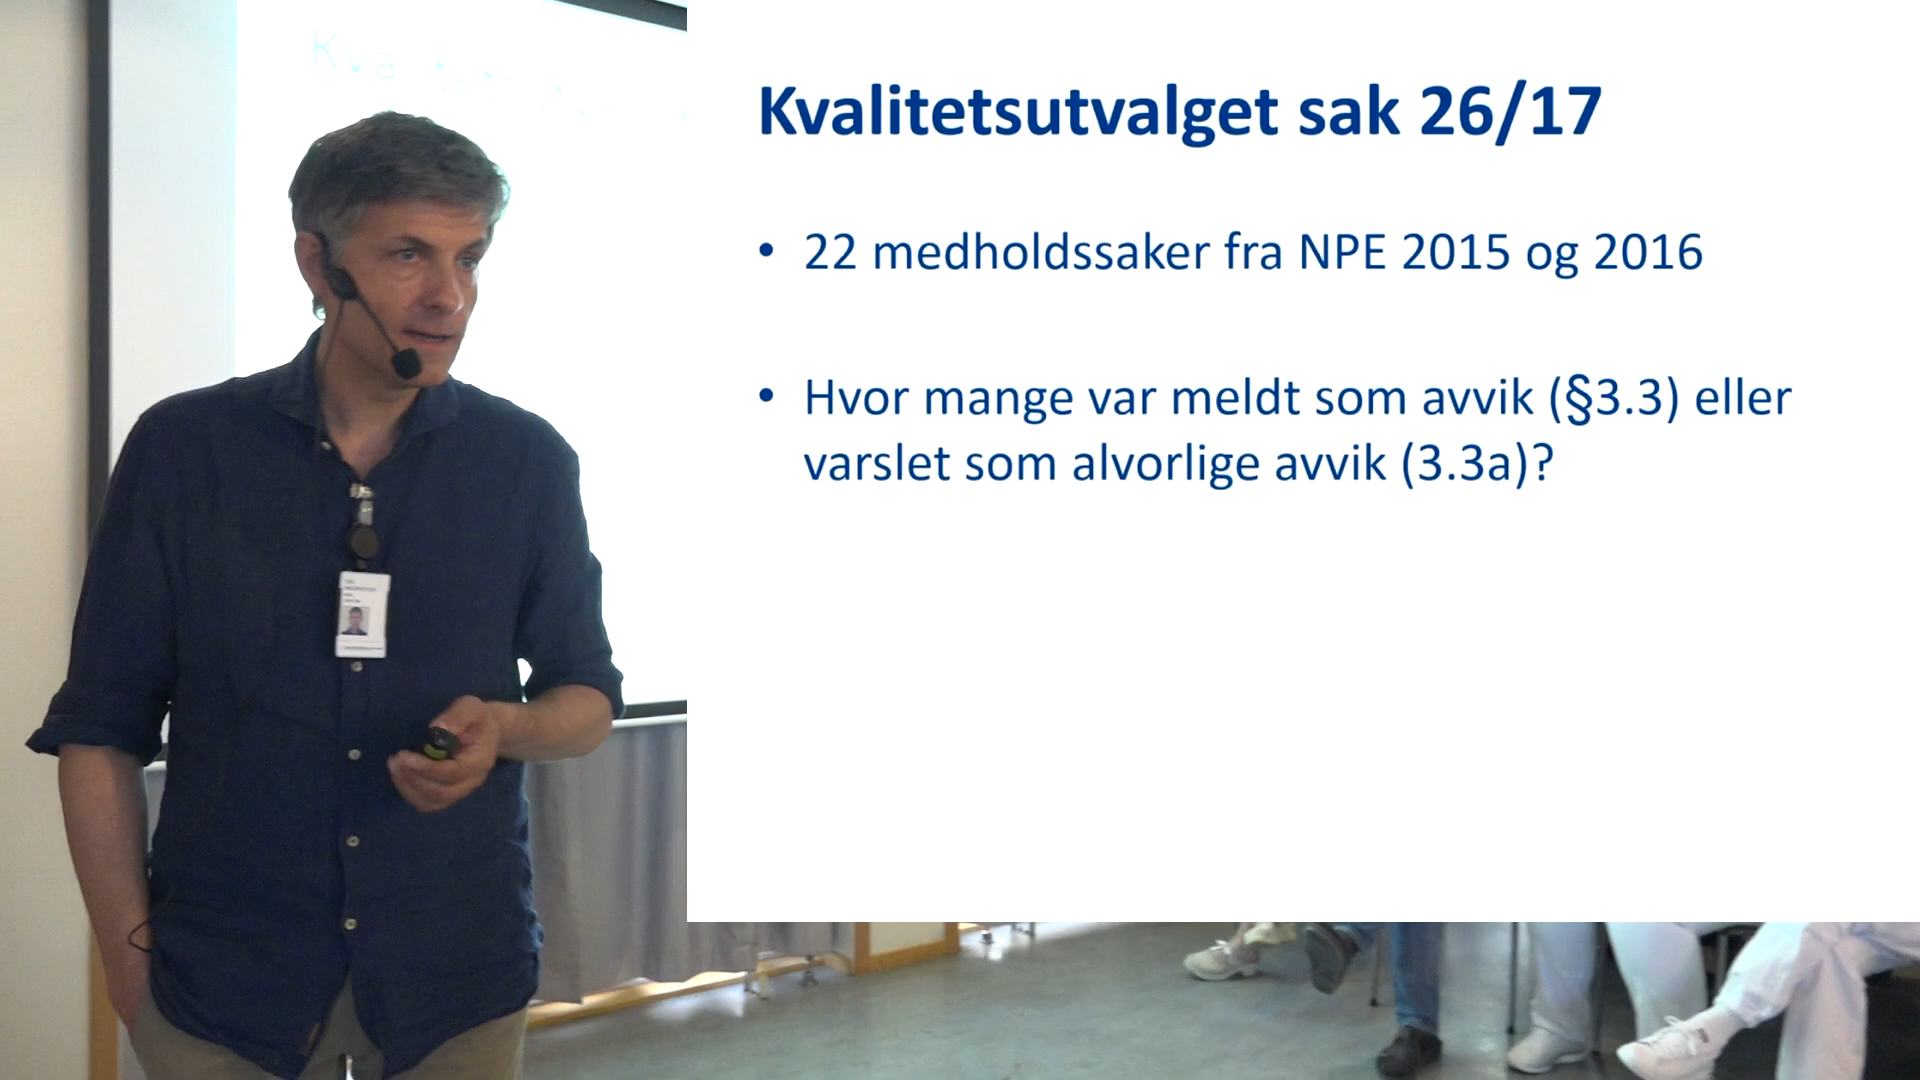 Kvalitetsutvalget sak 26/17
• 22 medholdssaker fra NPE 2015 og 2016
• Hvor mange var meldt som avvik (§3.3) eller
varslet som alvorlige avvik (3.3a)?